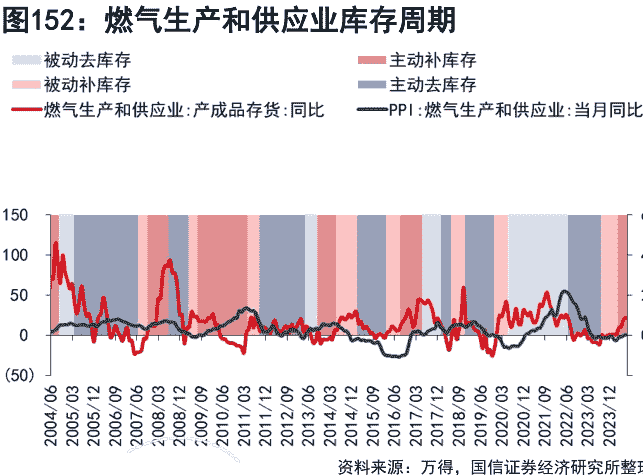 图152：燃气生产和供应业库存周期
被动去库存 主动补库存
被动补库存 主动去库存
燃气生产和供应业:产成品存货:同比 PPI:燃气生产和供应业:当月同比
150
100
50
0
(50)
2004/06 2005/03 2005/12 2006/09 2007/06 2008/03 2008/12 2009/09 2010/06 2011/03 2011/12 2012/09 2013/06 2014/03 2014/12 2015/09 2016/06 2017/03 2017/12 2018/09 2019/06 2020/03 2020/12 2021/09 2022/06 2023/03 2023/12
资料来源：万得，国信证券经济研究所整理